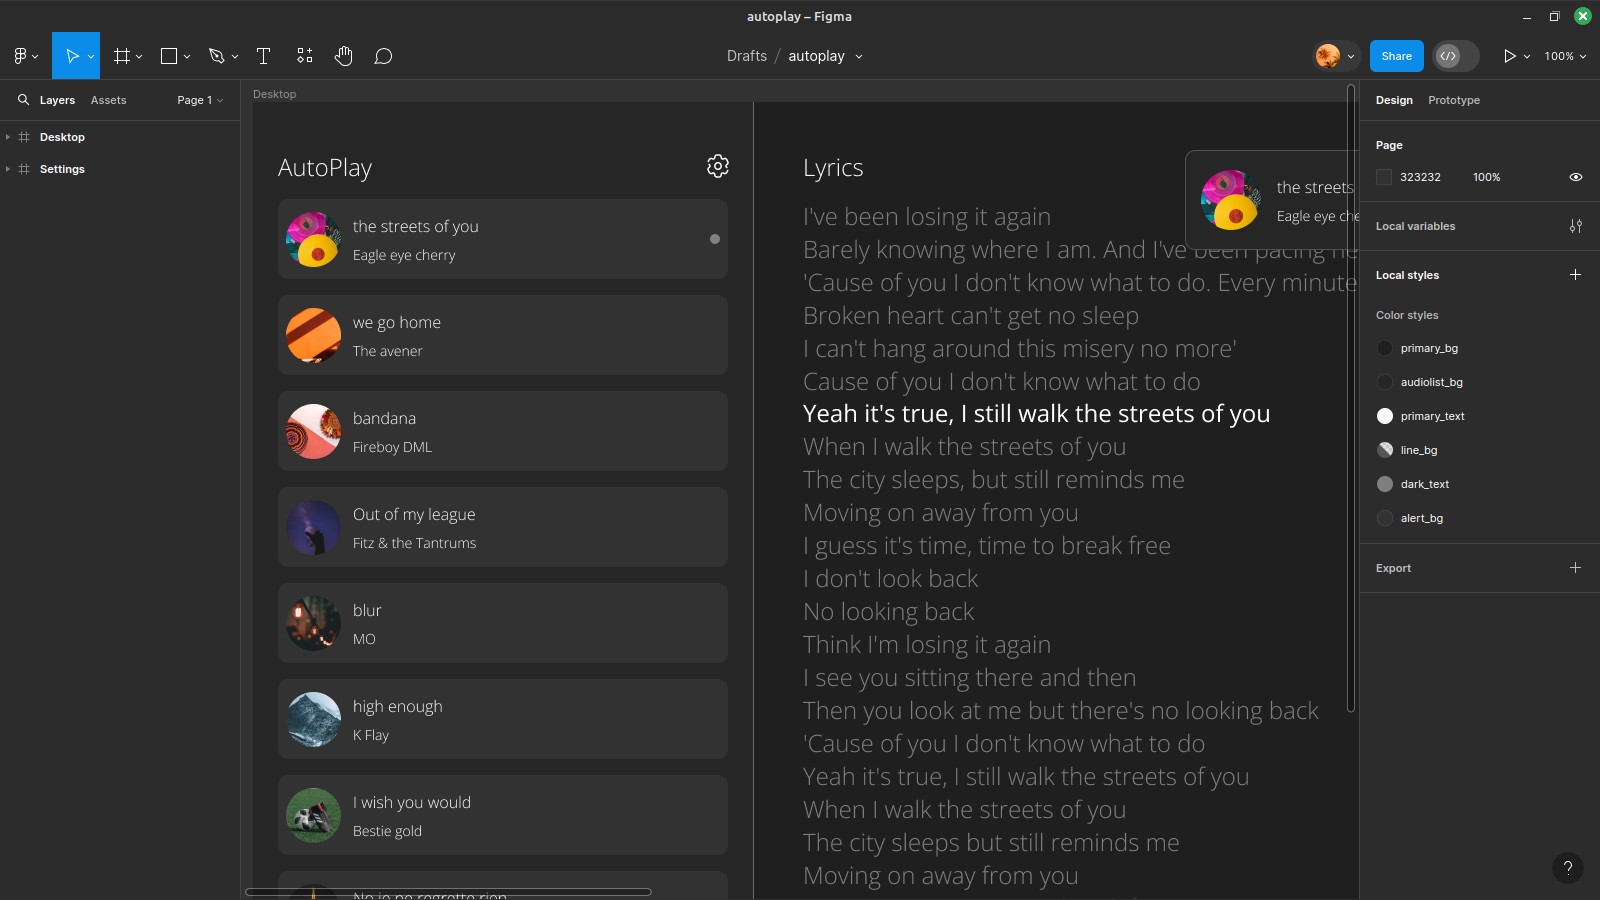 autoplay – Figma
Drafts / autoplay
Share
100%
Layers
Assets
Page 1
Desktop
Settings
Desktop
AutoPlay
the streets of you
Eagle eye cherry
we go home
The avener
bandana
Fireboy DML
Out of my league
Fitz & the Tantrums
blur
MO
high enough
K Flay
I wish you would
Bestie gold
Lyrics
the streets
Eagle eye che
I've been losing it again
Barely knowing where I am. And I've been pacing he
'Cause of you I don't know what to do. Every minute
Broken heart can't get no sleep
I can't hang around this misery no more'
Cause of you I don't know what to do
Yeah it's true, I still walk the streets of you
When I walk the streets of you
The city sleeps, but still reminds me
Moving on away from you
I guess it's time, time to break free
I don't look back
No looking back
Think I'm losing it again
I see you sitting there and then
Then you look at me but there's no looking back
'Cause of you I don't know what to do
Yeah it's true, I still walk the streets of you
When I walk the streets of you
The city sleeps but still reminds me
Moving on away from you
Design
Prototype
Page
323232
100%
Local variables
Local styles
Color styles
primary_bg
audiolist_bg
primary_text
line_bg
dark_text
alert_bg
Export
?